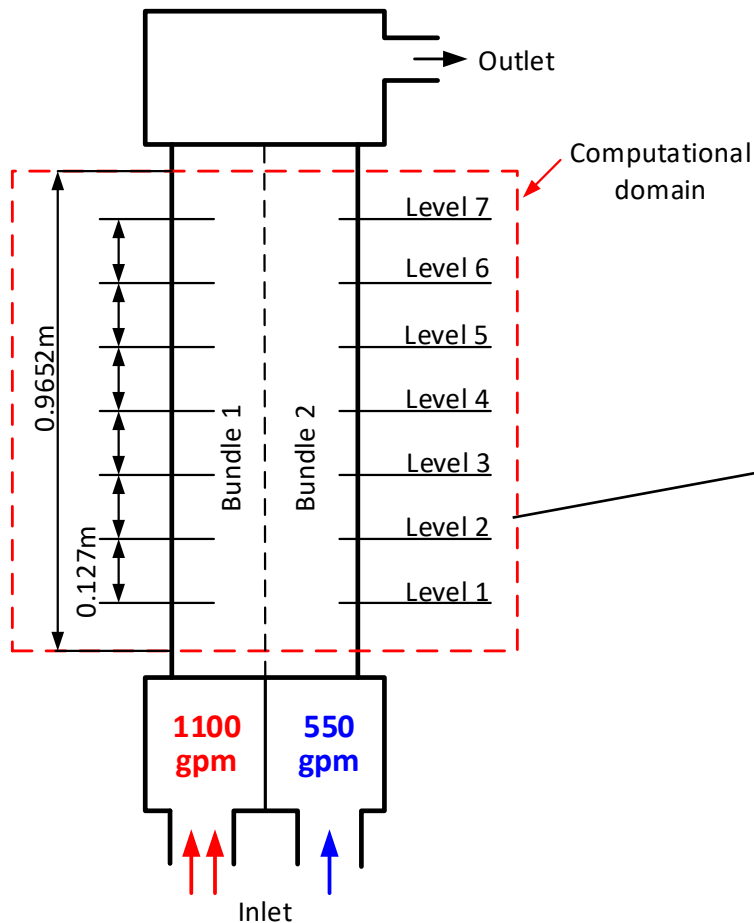 Outlet
Computational
domain
Level 7
Level 6
Level 5
Level 4
Level 3
Level 2
Level 1
0.9652m
0.127m
Bundle 1
Bundle 2
1100
gpm
550
gpm
Inlet